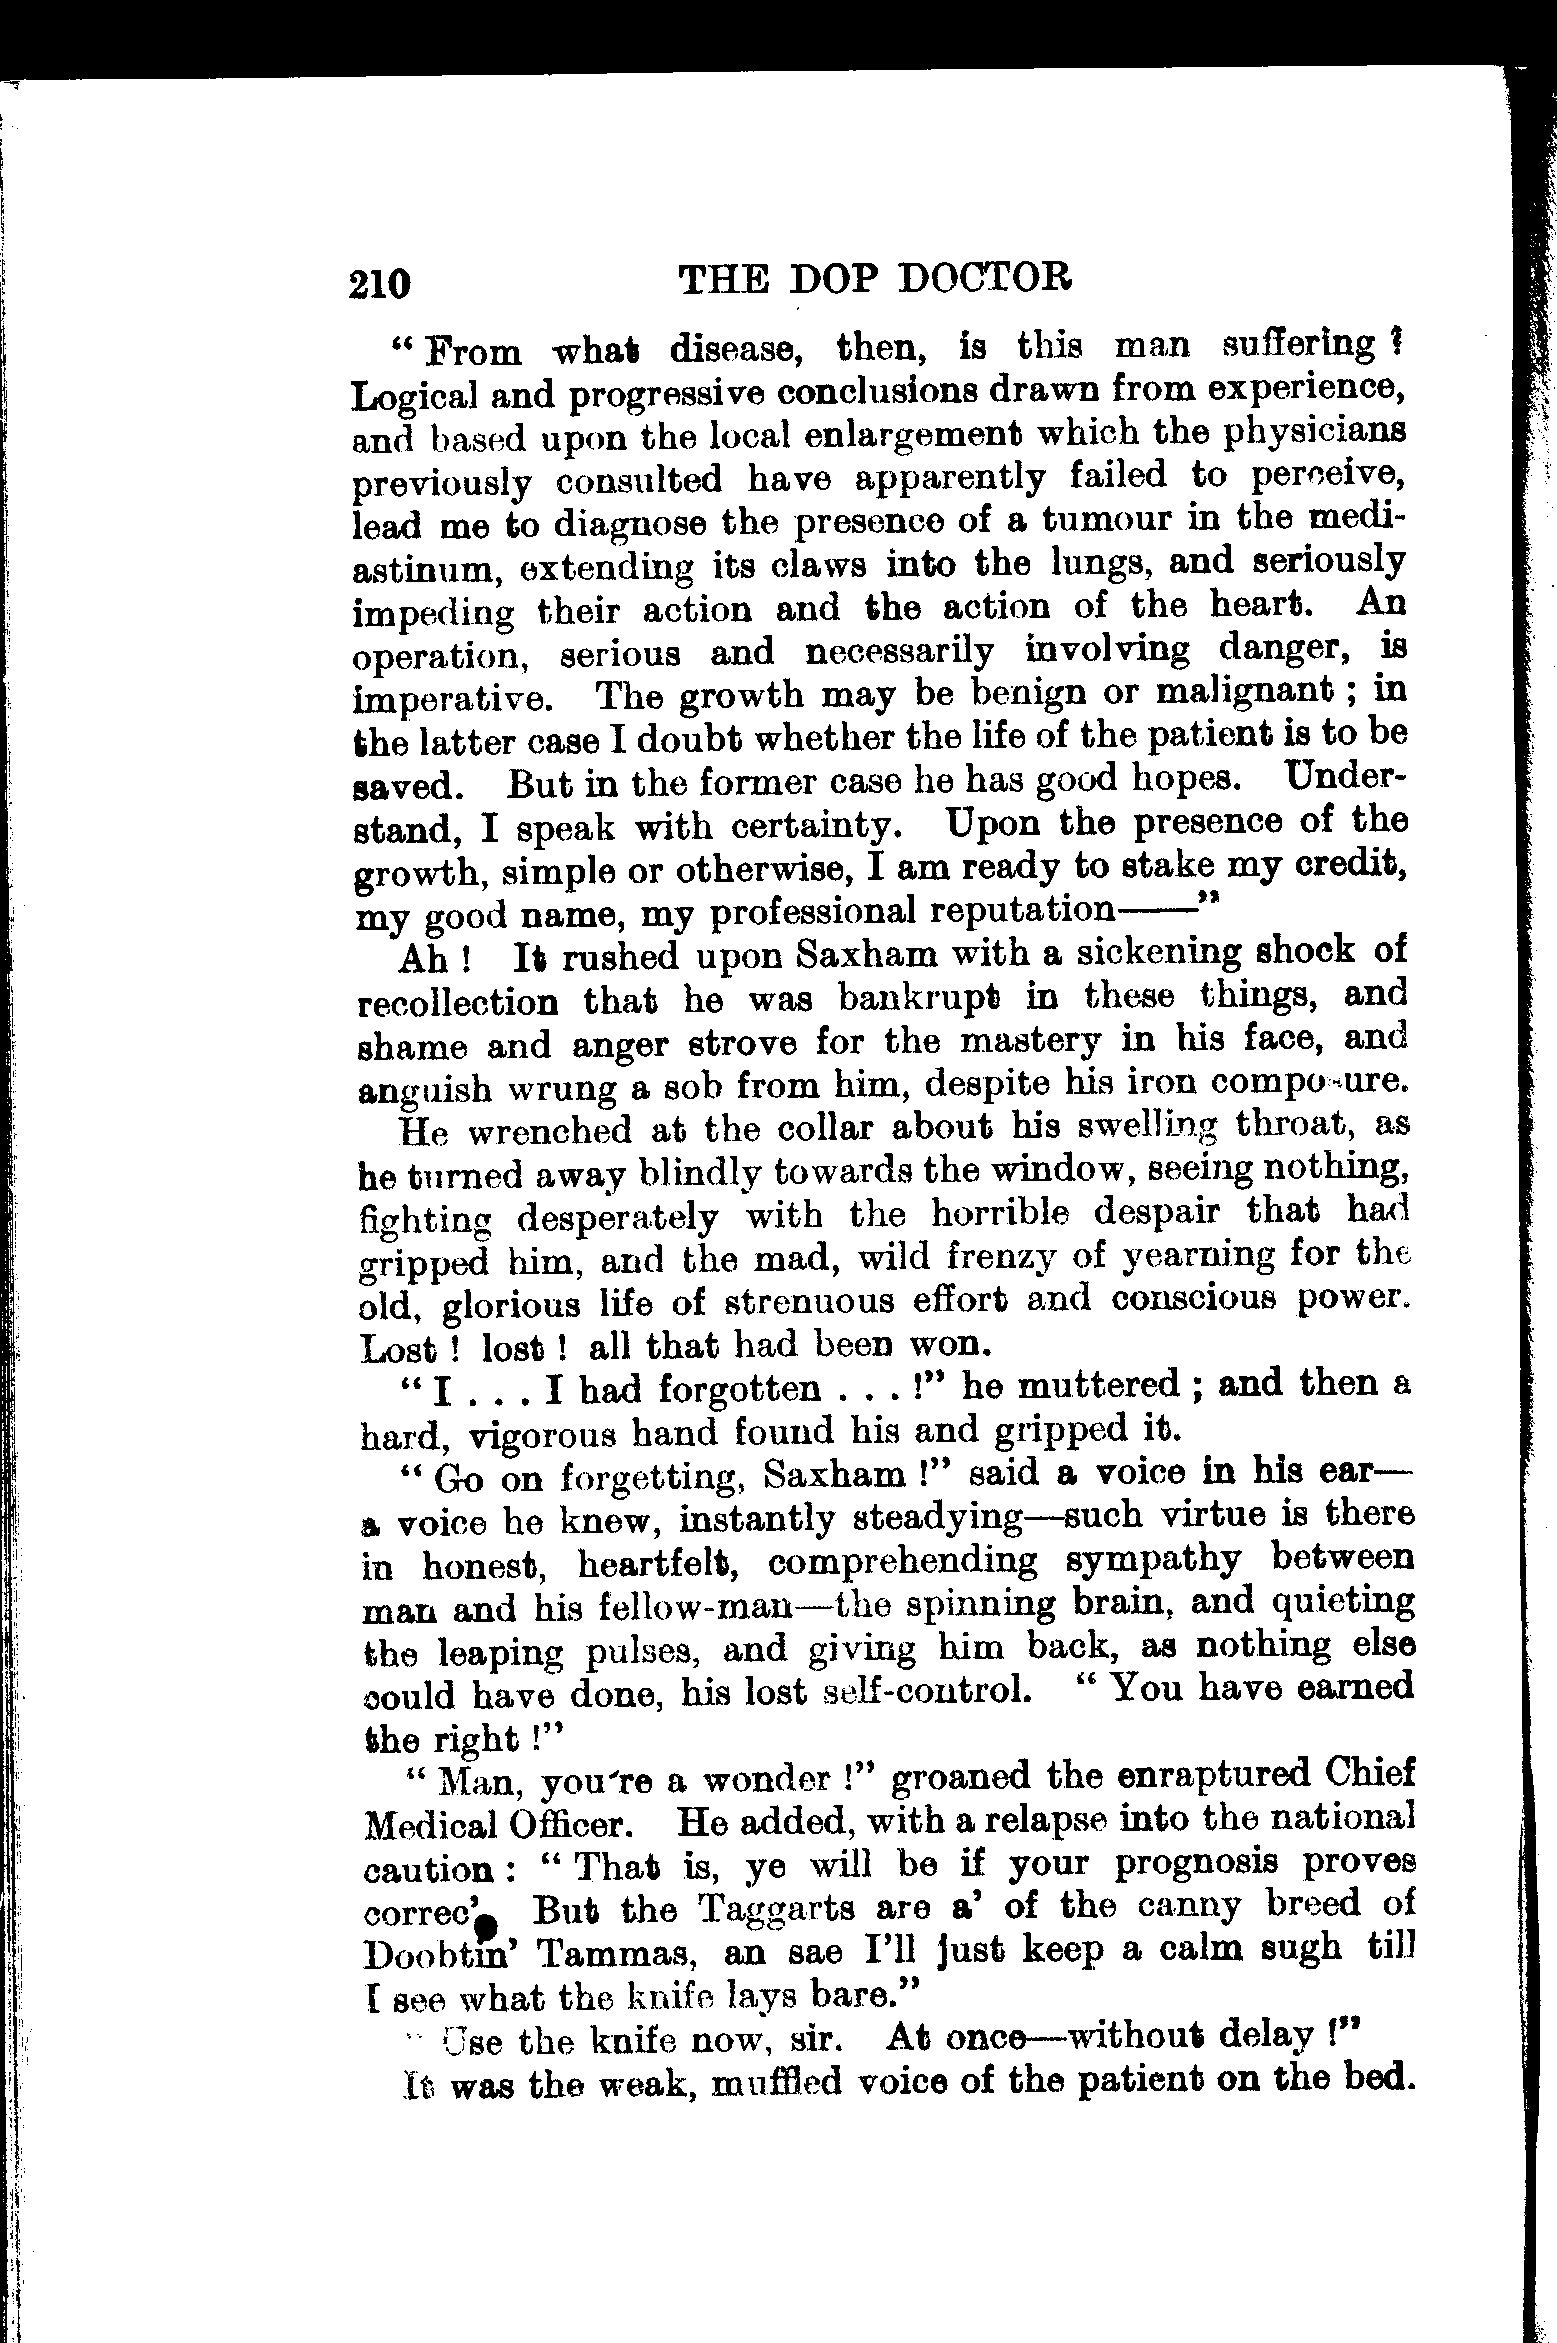 210 THE DOP DOCTOR
“ From what disease, then, is this man suffering ?
Logical and progressive conclusions drawn from experience,
and based upon the local enlargement which the physicians
previously consulted have apparently failed to perceive,
lead me to diagnose the presence of a tumour in the medi-
astinum, extending its claws into the lungs, and seriously
impeding their action and the action of the heart. An
operation, serious and necessarily involving danger, is
imperative. The growth may be benign or malignant ; in
the latter case I doubt whether the life of the patient is to be
saved. But in the former case he has good hopes. Under-
stand, I speak with certainty. Upon the presence of the
growth, simple or otherwise, I am ready to stake my credit,
my good name, my professional reputation——”
Ah ! It rushed upon Saxham with a sickening shock of
recollection that he was bankrupt in these things, and
shame and anger strove for the mastery in his face, and
anguish wrung a sob from him, despite his iron composure.
He wrenched at the collar about his swelling throat, as
he turned away blindly towards the window, seeing nothing,
fighting desperately with the horrible despair that had
gripped him, and the mad, wild frenzy of yearning for the
old, glorious life of strenuous effort and conscious power.
Lost ! lost ! all that had been won.
“ I . . . I had forgotten . . . !” he muttered ; and then a
hard, vigorous hand found his and gripped it.
“ Go on forgetting, Saxham !” said a voice in his ear—
a voice he knew, instantly steadying—such virtue is there
in honest, heartfelt, comprehending sympathy between
man and his fellow-man—the spinning brain, and quieting
the leaping pulses, and giving him back, as nothing else
could have done, his lost self-control. “ You have earned
the right !”
“ Man, you're a wonder !” groaned the enraptured Chief
Medical Officer. He added, with a relapse into the national
caution : “ That is, ye will be if your prognosis proves
correc’. But the Taggarts are a’ of the canny breed of
Doobtin’ Tammas, an sae I’ll just keep a calm sugh till
I see what the knife lays bare.”
“ Use the knife now, sir. At once—without delay !”
It was the weak, muffled voice of the patient on the bed.